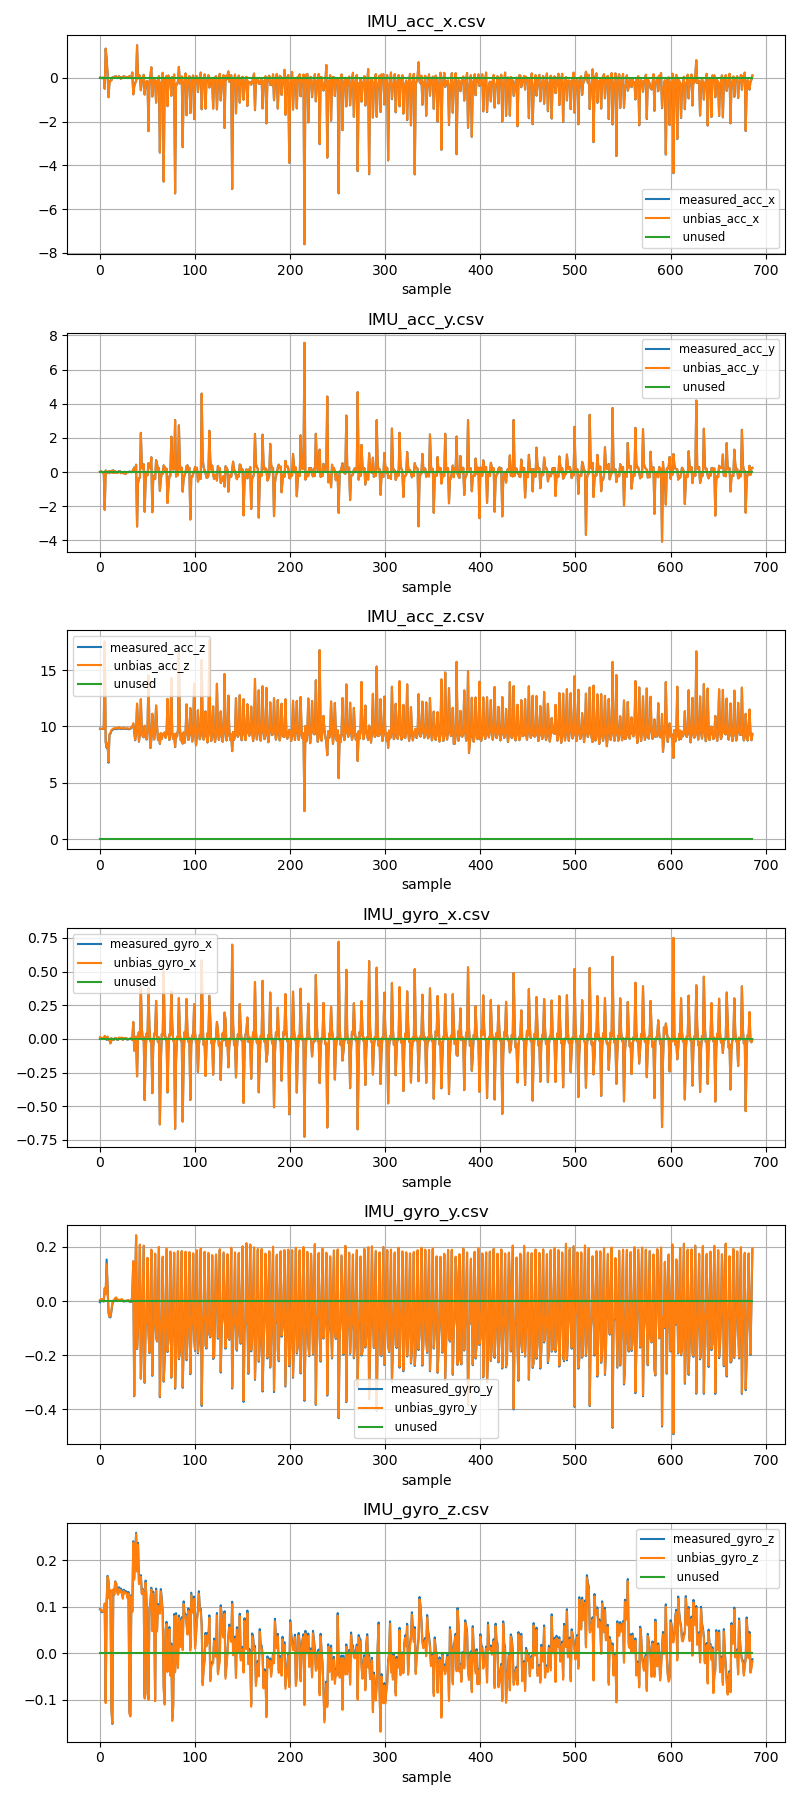 IMU_acc_x.csv
0
−2
−4
−6
−8
measured_acc_x
unbias_acc_x
unused
0 100 200 300 400 500 600 700
sample
IMU_acc_y.csv
8
6
4
2
0
−2
−4
measured_acc_y
unbias_acc_y
unused
0 100 200 300 400 500 600 700
sample
IMU_acc_z.csv
15
10
5
0
measured_acc_z
unbias_acc_z
unused
0 100 200 300 400 500 600 700
sample
IMU_gyro_x.csv
0.75
0.50
0.25
0.00
−0.25
−0.50
−0.75
measured_gyro_x
unbias_gyro_x
unused
0 100 200 300 400 500 600 700
sample
IMU_gyro_y.csv
0.2
0.0
−0.2
−0.4
measured_gyro_y
unbias_gyro_y
unused
0 100 200 300 400 500 600 700
sample
IMU_gyro_z.csv
0.2
0.1
0.0
−0.1
measured_gyro_z
unbias_gyro_z
unused
0 100 200 300 400 500 600 700
sample